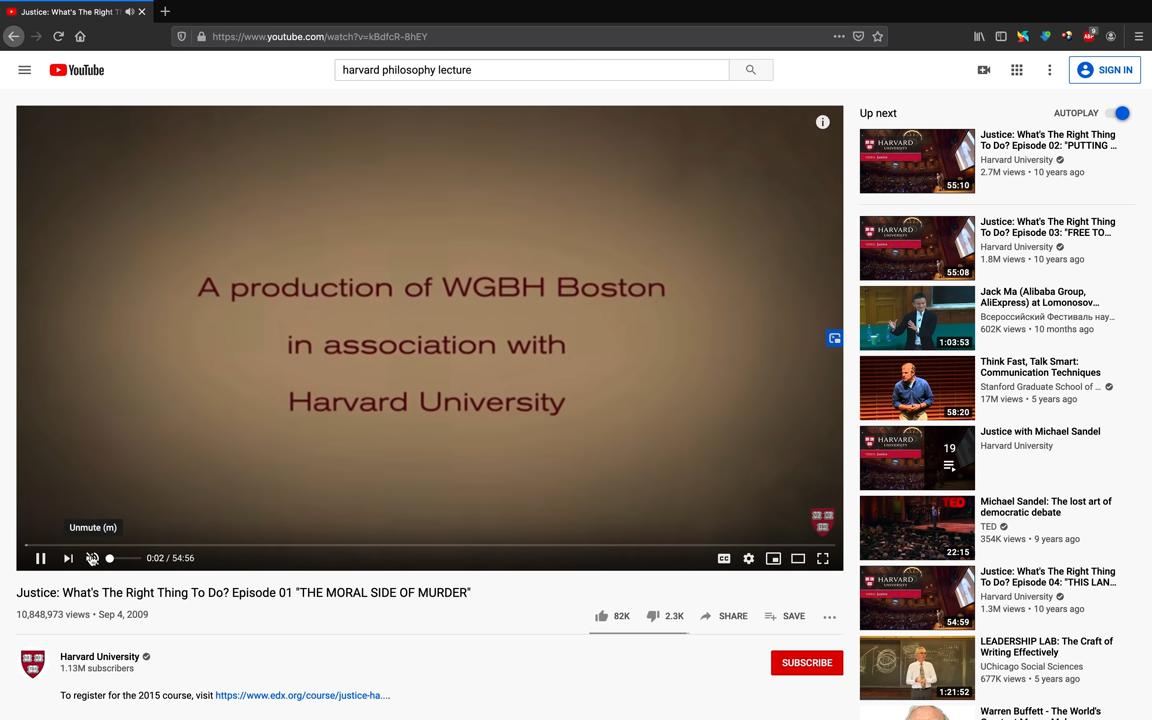 Justice: What's The Right T
https://www.youtube.com/watch?v=kBdfcR-8hEY
9
YouTube
harvard philosophy lecture
SIGN IN
A production of WGBH Boston
in association with
Harvard University
Unmute (m)
0:02 / 54:56
Justice: What's The Right Thing To Do? Episode 01 "THE MORAL SIDE OF MURDER"
10,848,973 views • Sep 4, 2009
82K
2.3K
SHARE
SAVE
Harvard University
1.13M subscribers
SUBSCRIBE
To register for the 2015 course, visit https://www.edx.org/course/justice-ha....
Up next
AUTOPLAY
HARVARD
UNIVERSITY
55:10
Justice: What's The Right Thing
To Do? Episode 02: "PUTTING ...
Harvard University
2.7M views • 10 years ago
HARVARD
UNIVERSITY
55:08
Justice: What's The Right Thing
To Do? Episode 03: "FREE TO...
Harvard University
1.8M views • 10 years ago
1:03:53
Jack Ma (Alibaba Group,
AliExpress) at Lomonosov...
Всероссийский Фестиваль нау...
602K views • 10 months ago
58:20
Think Fast, Talk Smart:
Communication Techniques
Stanford Graduate School of ...
17M views • 5 years ago
HARVARD
UNIVERSITY
19
Justice with Michael Sandel
Harvard University
TED
22:15
Michael Sandel: The lost art of
democratic debate
TED
354K views • 9 years ago
HARVARD
UNIVERSITY
54:59
Justice: What's The Right Thing
To Do? Episode 04: "THIS LAN...
Harvard University
1.3M views • 10 years ago
1:21:52
LEADERSHIP LAB: The Craft of
Writing Effectively
UChicago Social Sciences
677K views • 5 years ago
Warren Buffett - The World's